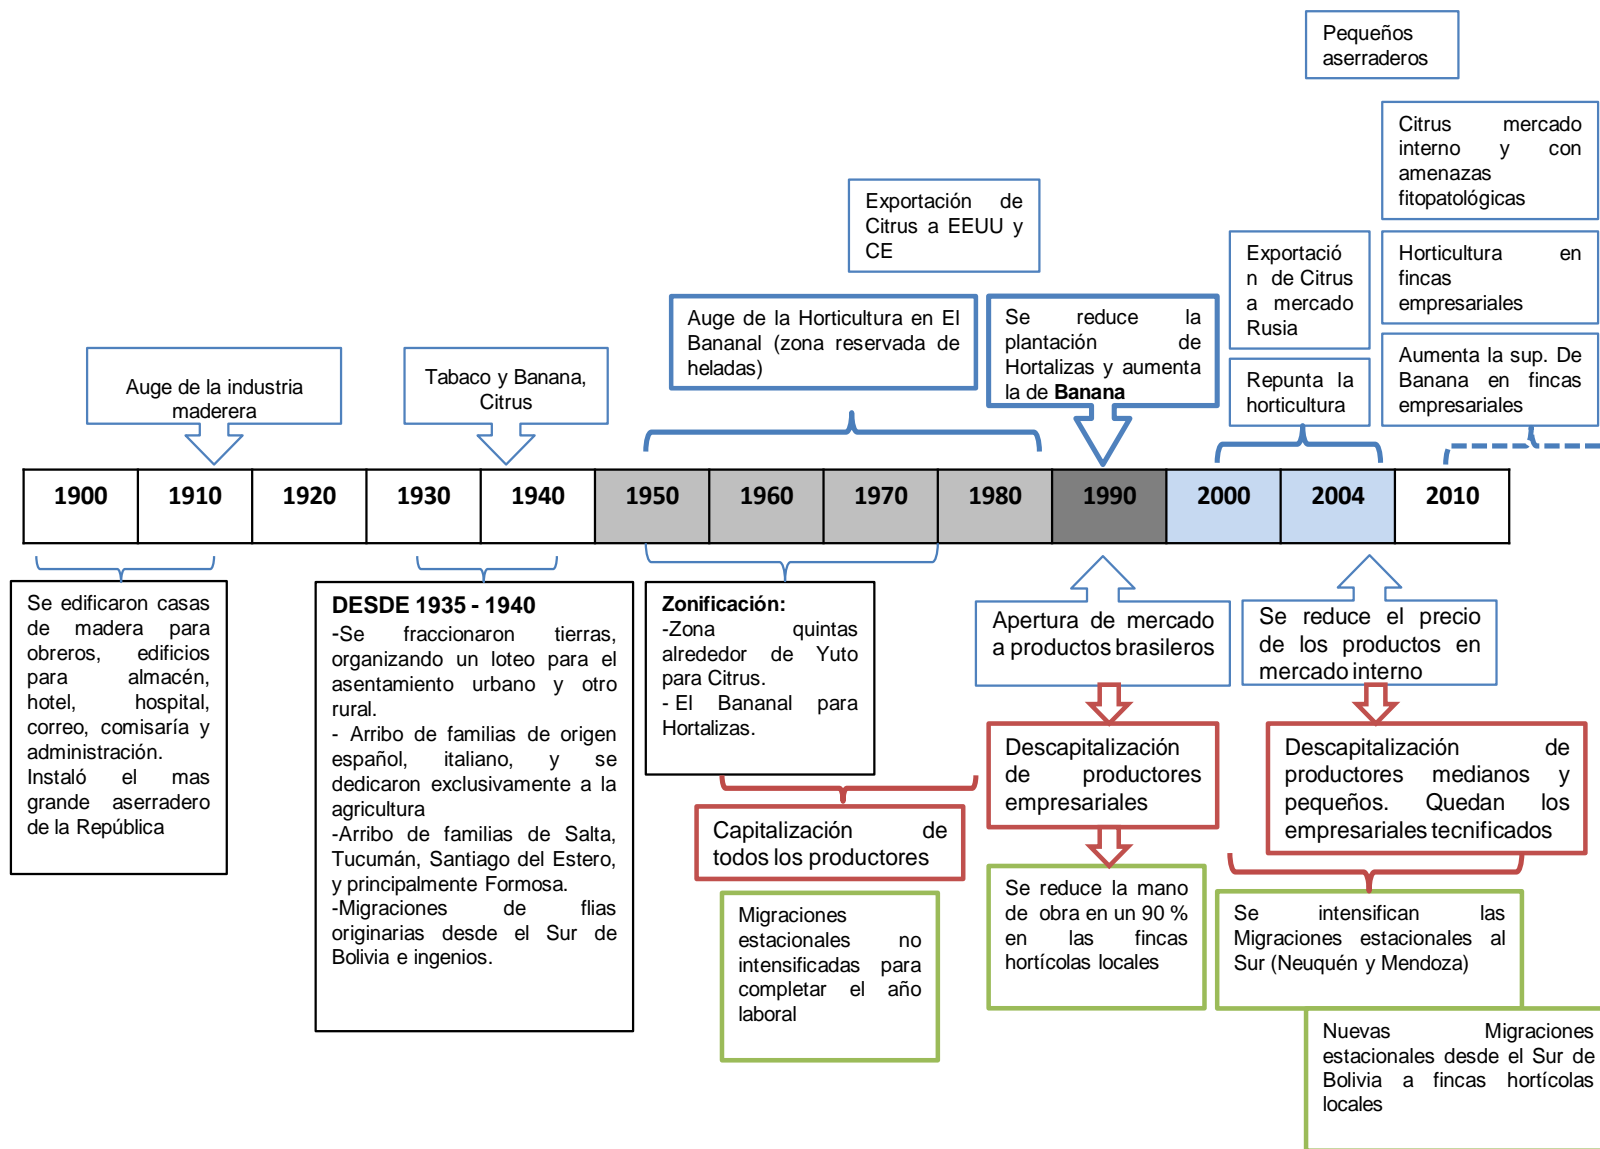 Pequeños
aserraderos
Citrus mercado
interno y con
amenazas
fitopatológicas
Exportación de
Citrus a EEUU y
CE
Exportació
n de Citrus
a mercado
Rusia
Horticultura en
fincas
empresariales
Auge de la Horticultura en El
Bananal (zona reservada de
heladas)
Se reduce la
plantación de
Hortalizas y aumenta
la de Banana
Auge de la industria
maderera
Tabaco y Banana,
Citrus
Repunta la
horticultura
Aumenta la sup. De
Banana en fincas
empresariales
1900 1910 1920 1930 1940 1950 1960 1970 1980 1990 2000 2004 2010
Se edificaron casas
de madera para
obreros, edificios
para almacén,
hotel, hospital,
correo, comisaría y
administración.
Instaló el mas
grande aserradero
de la República
DESDE 1935 - 1940
-Se fraccionaron tierras,
organizando un loteo para el
asentamiento urbano y otro
rural.
- Arribo de familias de origen
español, italiano, y se
dedicaron exclusivamente a la
agricultura
-Arribo de familias de Salta,
Tucumán, Santiago del Estero,
y principalmente Formosa.
-Migraciones de flias
originarias desde el Sur de
Bolivia e ingenios.
Zonificación:
-Zona quintas
alrededor de Yuto
para Citrus.
- El Bananal para
Hortalizas.
Apertura de mercado
a productos brasileros
Se reduce el precio
de los productos en
mercado interno
Capitalización de
todos los productores
Descapitalización
de productores
empresariales
Descapitalización de
productores medianos y
pequeños. Quedan los
empresariales tecnificados
Migraciones
estacionales no
intensificadas para
completar el año
laboral
Se reduce la mano
de obra en un 90 %
en las fincas
hortícolas locales
Se intensifican las
Migraciones estacionales al
Sur (Neuquén y Mendoza)
Nuevas Migraciones
estacionales desde el Sur de
Bolivia a fincas hortícolas
locales